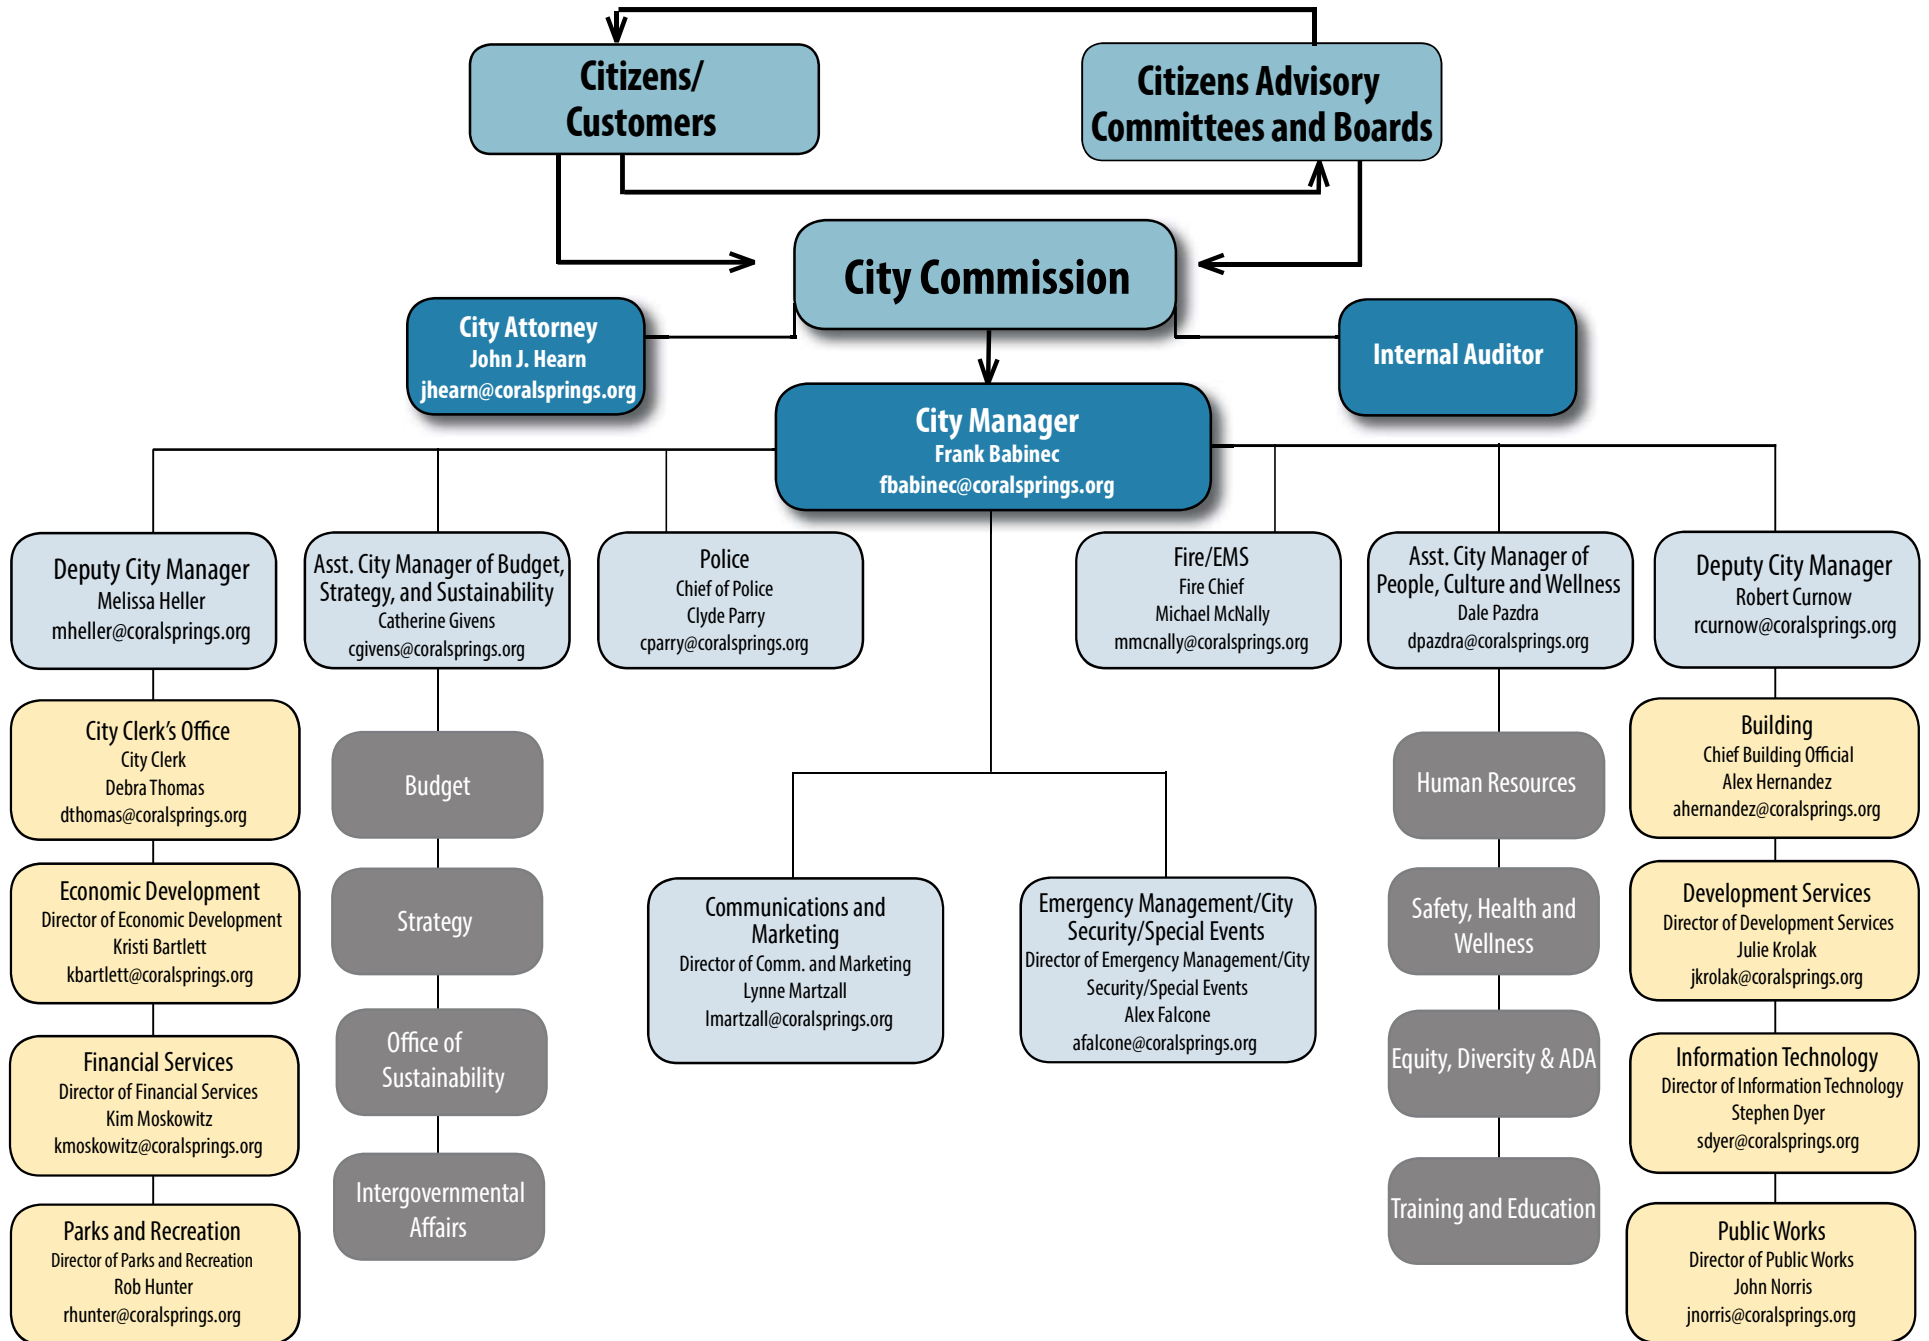 Citizens/
Customers
Citizens Advisory
Committees and Boards
City Commission
City Attorney
John J. Hearn
jhearn@coralsprings.org
Internal Auditor
City Manager
Frank Babinec
fbabinec@coralsprings.org
Deputy City Manager
Melissa Heller
mheller@coralsprings.org
Asst. City Manager of Budget,
Strategy, and Sustainability
Catherine Givens
cgivens@coralsprings.org
Police
Chief of Police
Clyde Parry
cparry@coralsprings.org
Fire/EMS
Fire Chief
Michael McNally
mmcnally@coralsprings.org
Asst. City Manager of
People, Culture and Wellness
Dale Pazdra
dpazdra@coralsprings.org
Deputy City Manager
Robert Curnow
rcurnow@coralsprings.org
City Clerk's Office
City Clerk
Debra Thomas
dthomas@coralsprings.org
Economic Development
Director of Economic Development
Kristi Bartlett
kbartlett@coralsprings.org
Financial Services
Director of Financial Services
Kim Moskowitz
kmoskowitz@coralsprings.org
Parks and Recreation
Director of Parks and Recreation
Rob Hunter
rhunter@coralsprings.org
Budget
Strategy
Office of
Sustainability
Intergovernmental
Affairs
Communications and
Marketing
Director of Comm. and Marketing
Lynne Martzall
lmartzall@coralsprings.org
Emergency Management/City
Security/Special Events
Director of Emergency Management/City
Security/Special Events
Alex Falcone
afalcone@coralsprings.org
Human Resources
Safety, Health and
Wellness
Equity, Diversity & ADA
Training and Education
Building
Chief Building Official
Alex Hernandez
ahernandez@coralsprings.org
Development Services
Director of Development Services
Julie Krolak
jkrolak@coralsprings.org
Information Technology
Director of Information Technology
Stephen Dyer
sdyer@coralsprings.org
Public Works
Director of Public Works
John Norris
jnorris@coralsprings.org